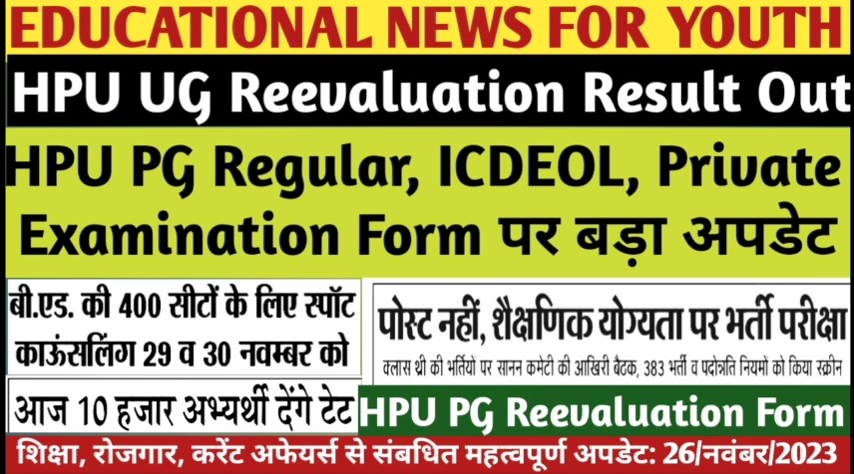 EDUCATIONAL NEWS FOR YOUTH
HPU UG Reevaluation Result Out
HPU PG Regular, ICDEOL, Private
Examination Form पर बड़ा अपडेट
बी.एड. की 400 सीटों के लिए स्पॉट
काऊंसलिंग 29 व 30 नवम्बर को
पोस्ट नहीं, शैक्षणिक योग्यता पर भर्ती परीक्षा
क्लास थ्री की भर्तियों पर सानन कमेटी की आखिरी बैठक, 383 भर्ती व पदोन्नति नियमों को किया स्क्रीन
आज 10 हजार अभ्यर्थी देंगे टेट
HPU PG Reevaluation Form
शिक्षा, रोजगार, करेंट अफेयर्स से संबधित महत्वपूर्ण अपडेट: 26/नवंबर/2023